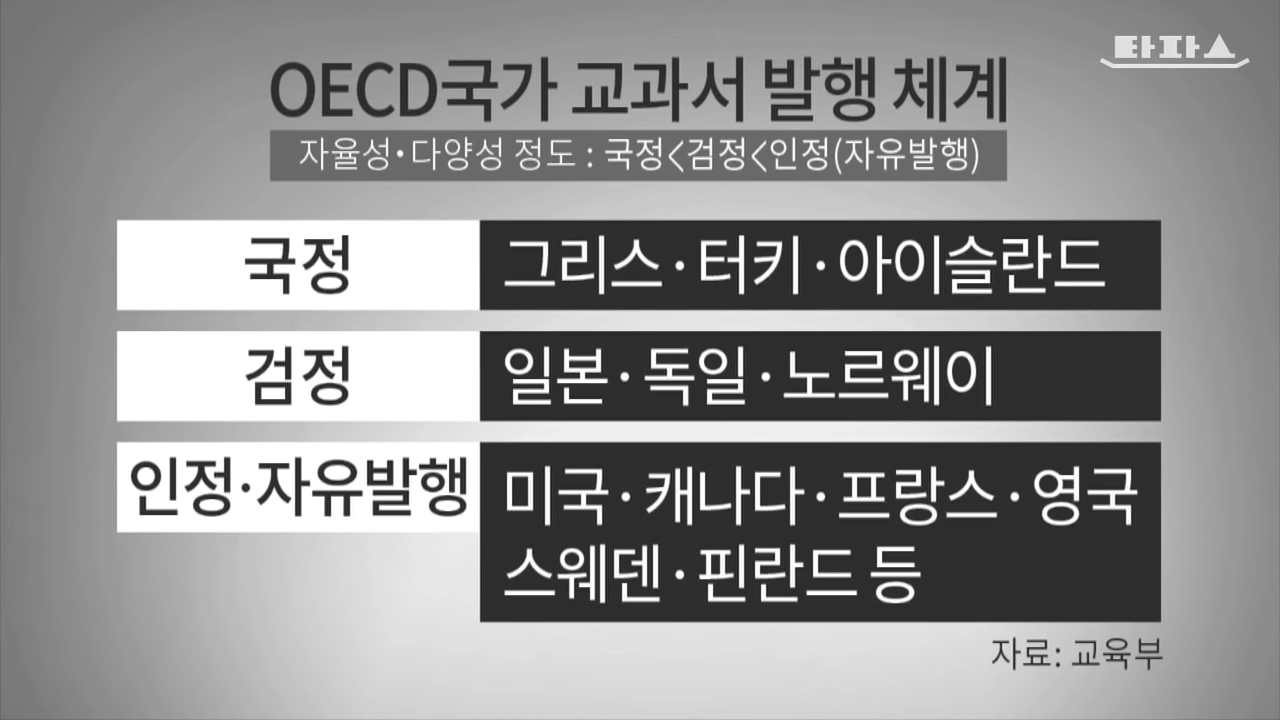 타파스
OECD국가 교과서 발행 체계
자율성·다양성 정도 : 국정<검정<인정(자유발행)
국정
그리스·터키·아이슬란드
검정
일본·독일·노르웨이
인정·자유발행
미국·캐나다·프랑스·영국
스웨덴·핀란드 등
자료: 교육부